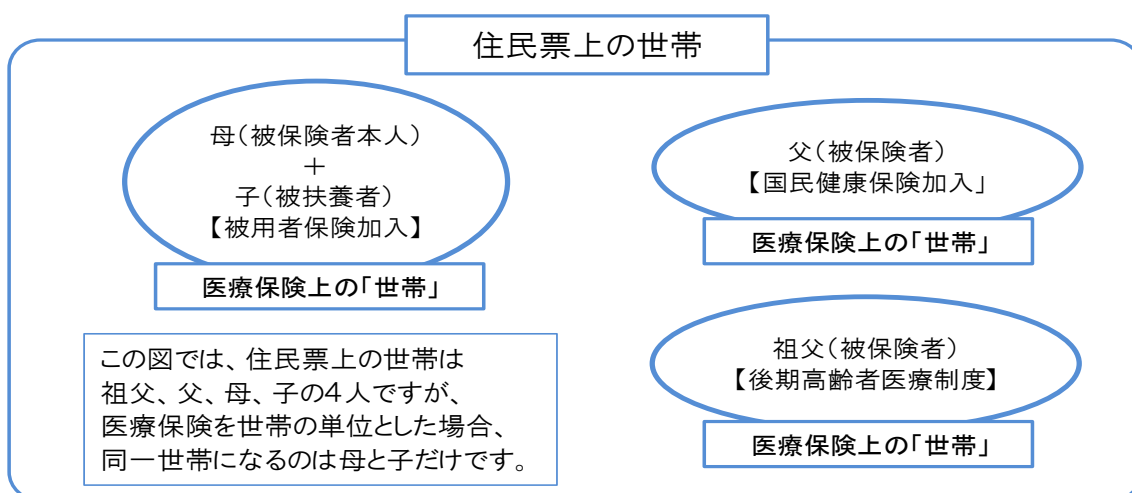 住民票上の世帯
母(被保険者本人)
+
子(被扶養者)
【被用者保険加入】
医療保険上の「世帯」
父(被保険者)
【国民健康保険加入」
医療保険上の「世帯」
祖父(被保険者)
【後期高齢者医療制度】
医療保険上の「世帯」
この図では、住民票上の世帯は
祖父、父、母、子の4人ですが、
医療保険を世帯の単位とした場合、
同一世帯になるのは母と子だけです。